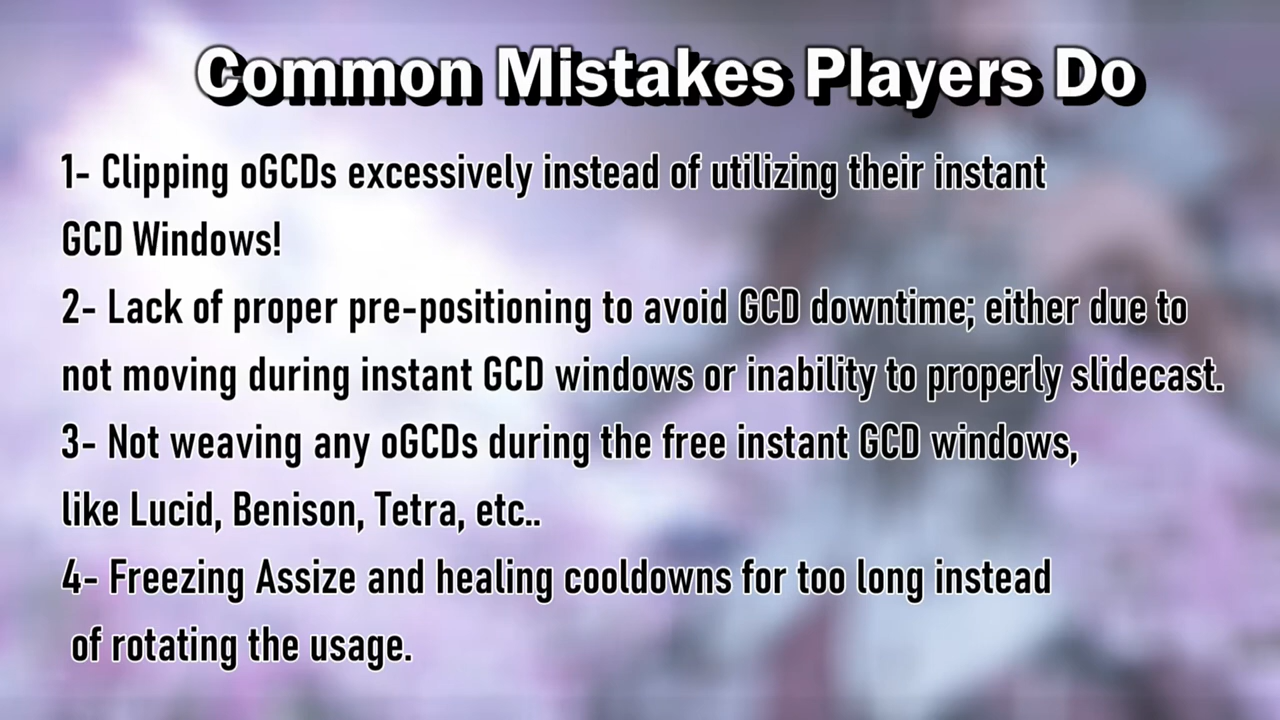 Common Mistakes Players Do
1- Clipping oGCDs excessively instead of utilizing their instant
GCD Windows!
2- Lack of proper pre-positioning to avoid GCD downtime; either due to
not moving during instant GCD windows or inability to properly slidecast.
3- Not weaving any oGCDs during the free instant GCD windows,
like Lucid, Benison, Tetra, etc..
4- Freezing Assize and healing cooldowns for too long instead
of rotating the usage.